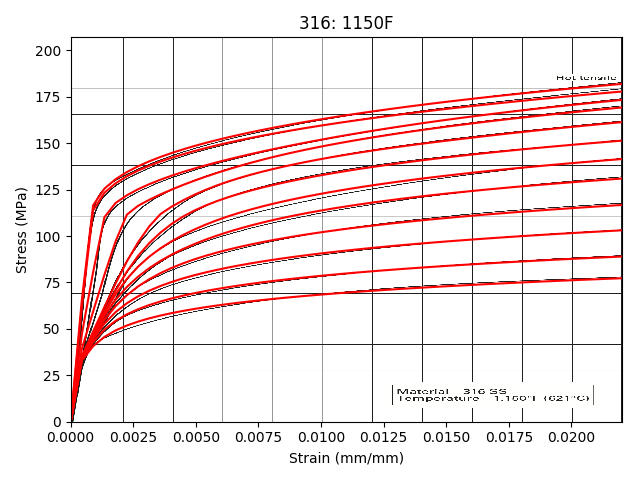 316: 1150F
200
175
150
125
100
75
50
25
0
Stress (MPa)
Hot tensile
Material - 316 SS
Temperature - 1,150°F (621°C)
0.0000 0.0025 0.0050 0.0075 0.0100 0.0125 0.0150 0.0175 0.0200
Strain (mm/mm)